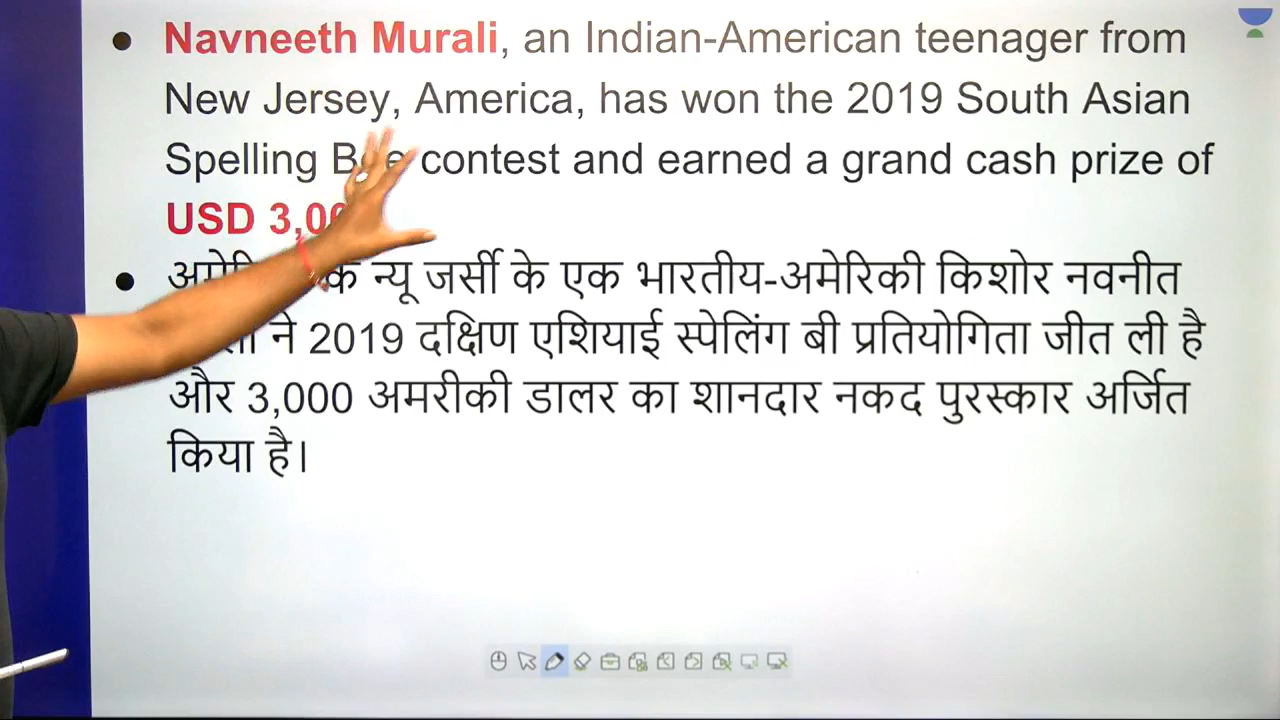 Navneeth Murali, an Indian-American teenager from
New Jersey, America, has won the 2019 South Asian
Spelling Bee contest and earned a grand cash prize of
USD
न्यू जर्सी के एक भारतीय-अमेरिकी किशोर नवनीत
ने 2019 दक्षिण एशियाई स्पेलिंग बी प्रतियोगिता जीत ली है
और 3,000 अमरीकी डालर का शानदार नकद पुरस्कार अर्जित
किया है।